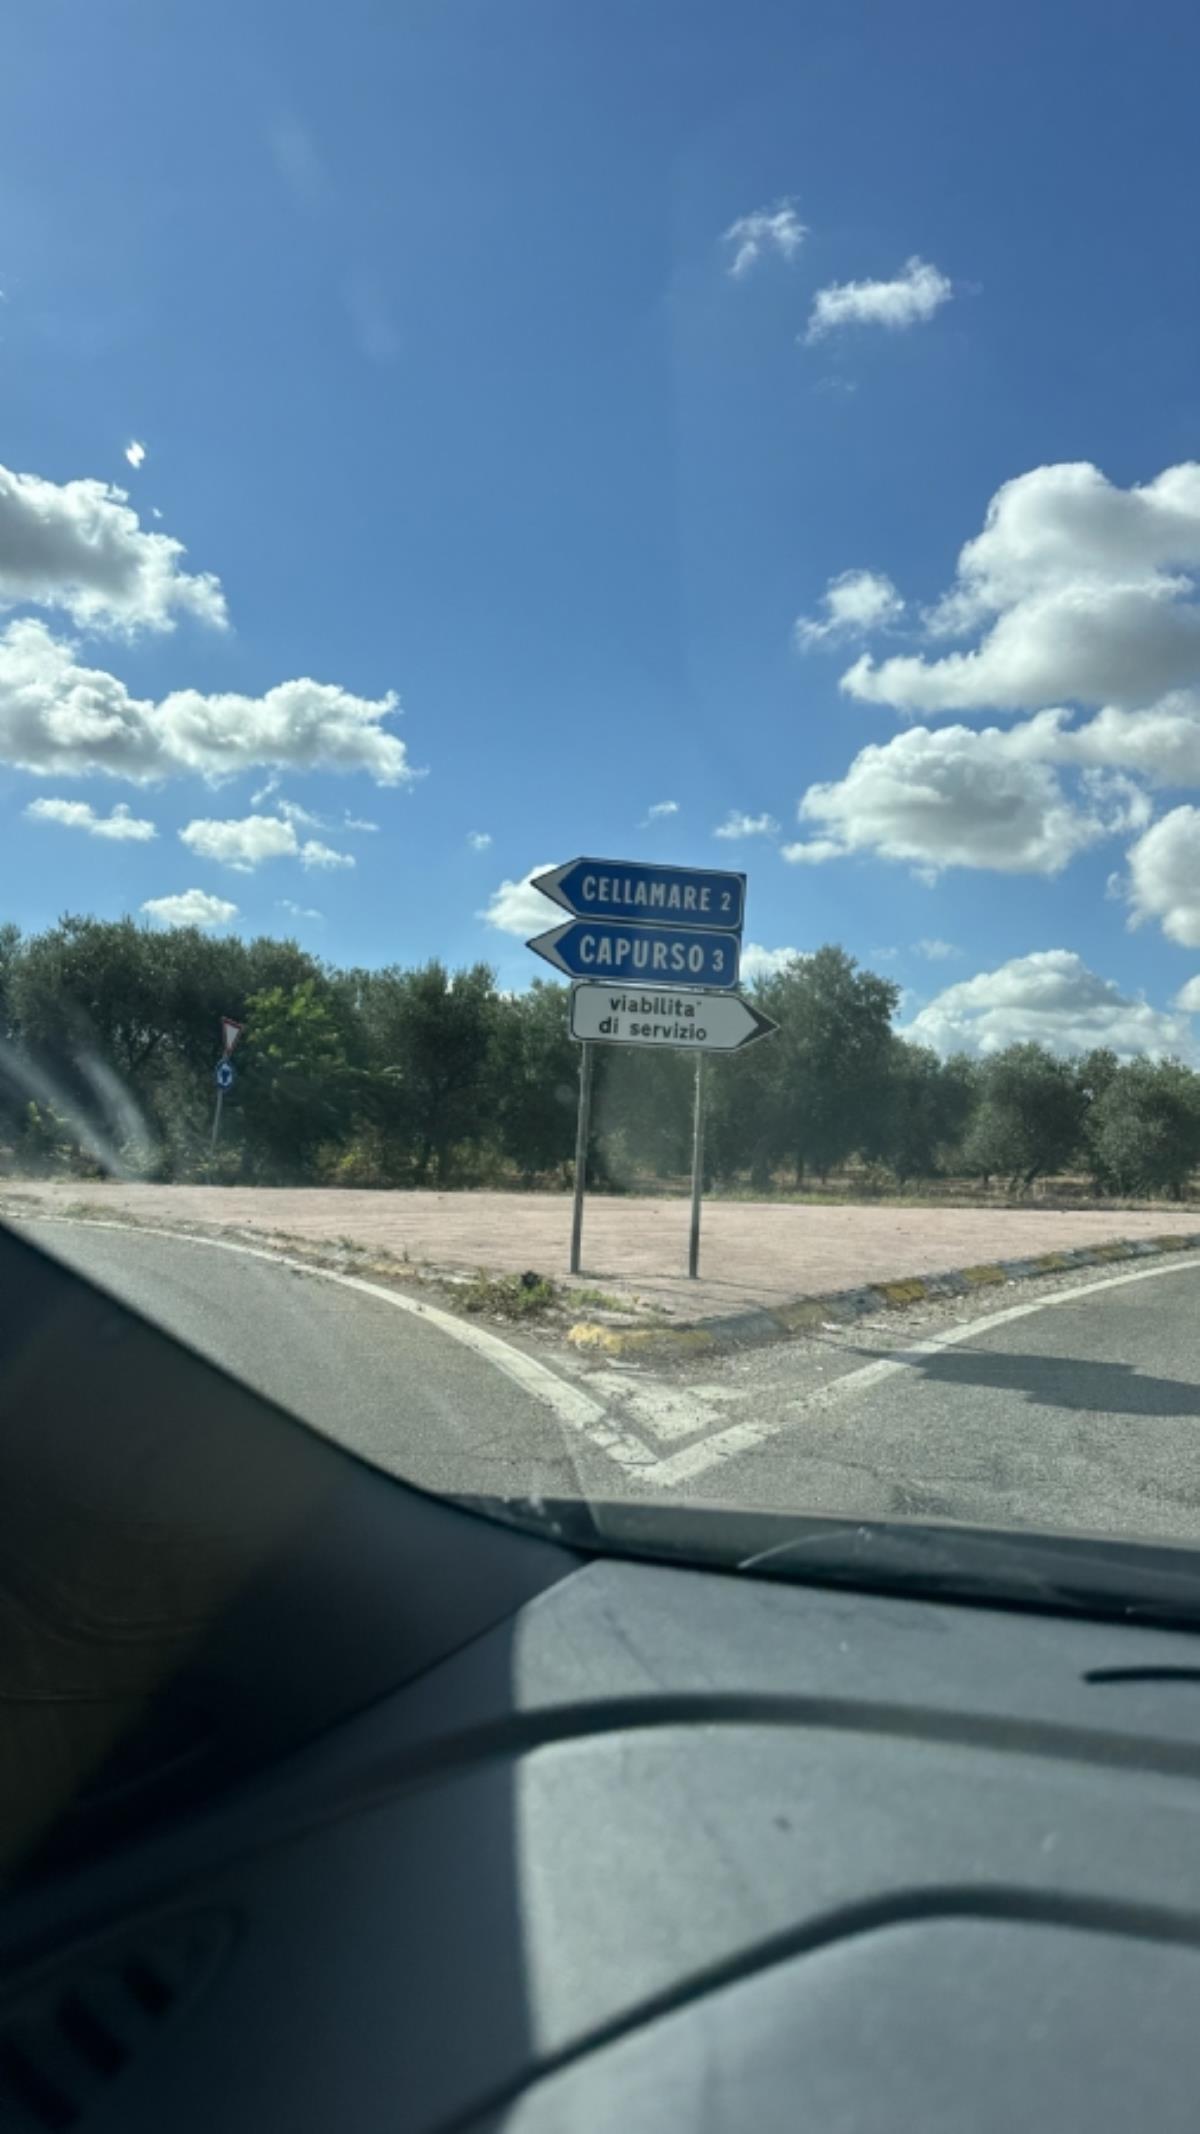 CELLAMARE 2
CAPURSO 3
viabilita'
di servizio